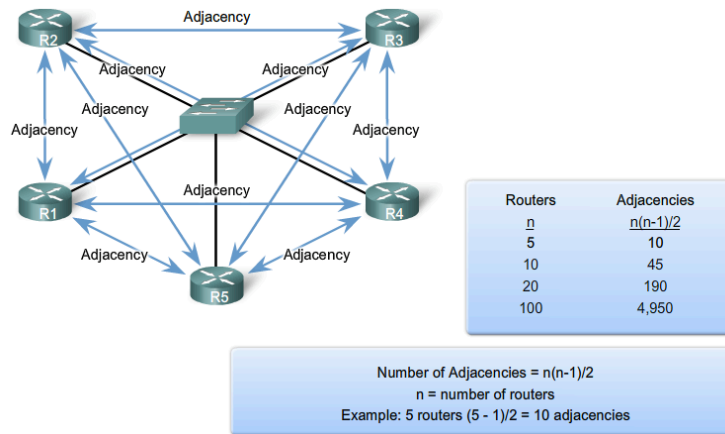 Adjacency
R2
R3
Adjacency
Adjacency
Adjacency
Adjacency
Adjacency
Adjacency
Adjacency
R1
R4
Adjacency
Adjacency
R5
Routers Adjacencies
n n(n-1)/2
5 10
10 45
20 190
100 4,950
Number of Adjacencies = n(n-1)/2
n = number of routers
Example: 5 routers (5 - 1)/2 = 10 adjacencies